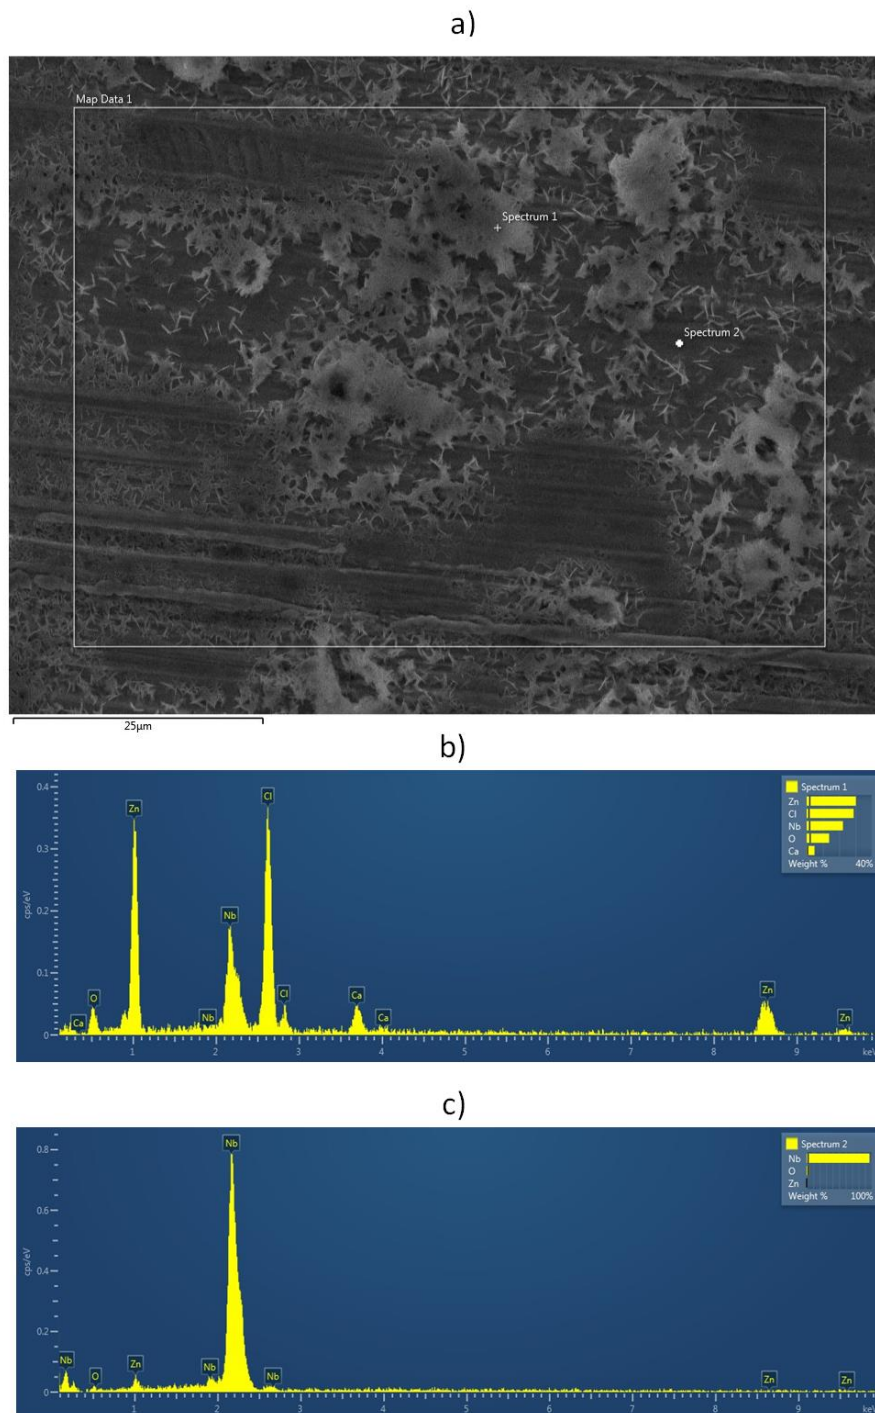 a)
Map Data 1
Spectrum 1
Spectrum 2
25μm
b)
Spectrum 1
Zn
Cl
Nb
O
Ca
Weight % 40%
cps/eV
0.4
0.3
0.2
0.1
0
Ca
O
Zn
Nb
Nb
Cl
Cl
Ca
Ca
Zn
Zn
1 2 3 4 5 6 7 8 9 keV
c)
Spectrum 2
Nb
O
Zn
Weight % 100%
cps/eV
0.8
0.6
0.4
0.2
0
Nb
O
Zn
Nb
Nb
Nb
Zn
Zn
1 2 3 4 5 6 7 8 9